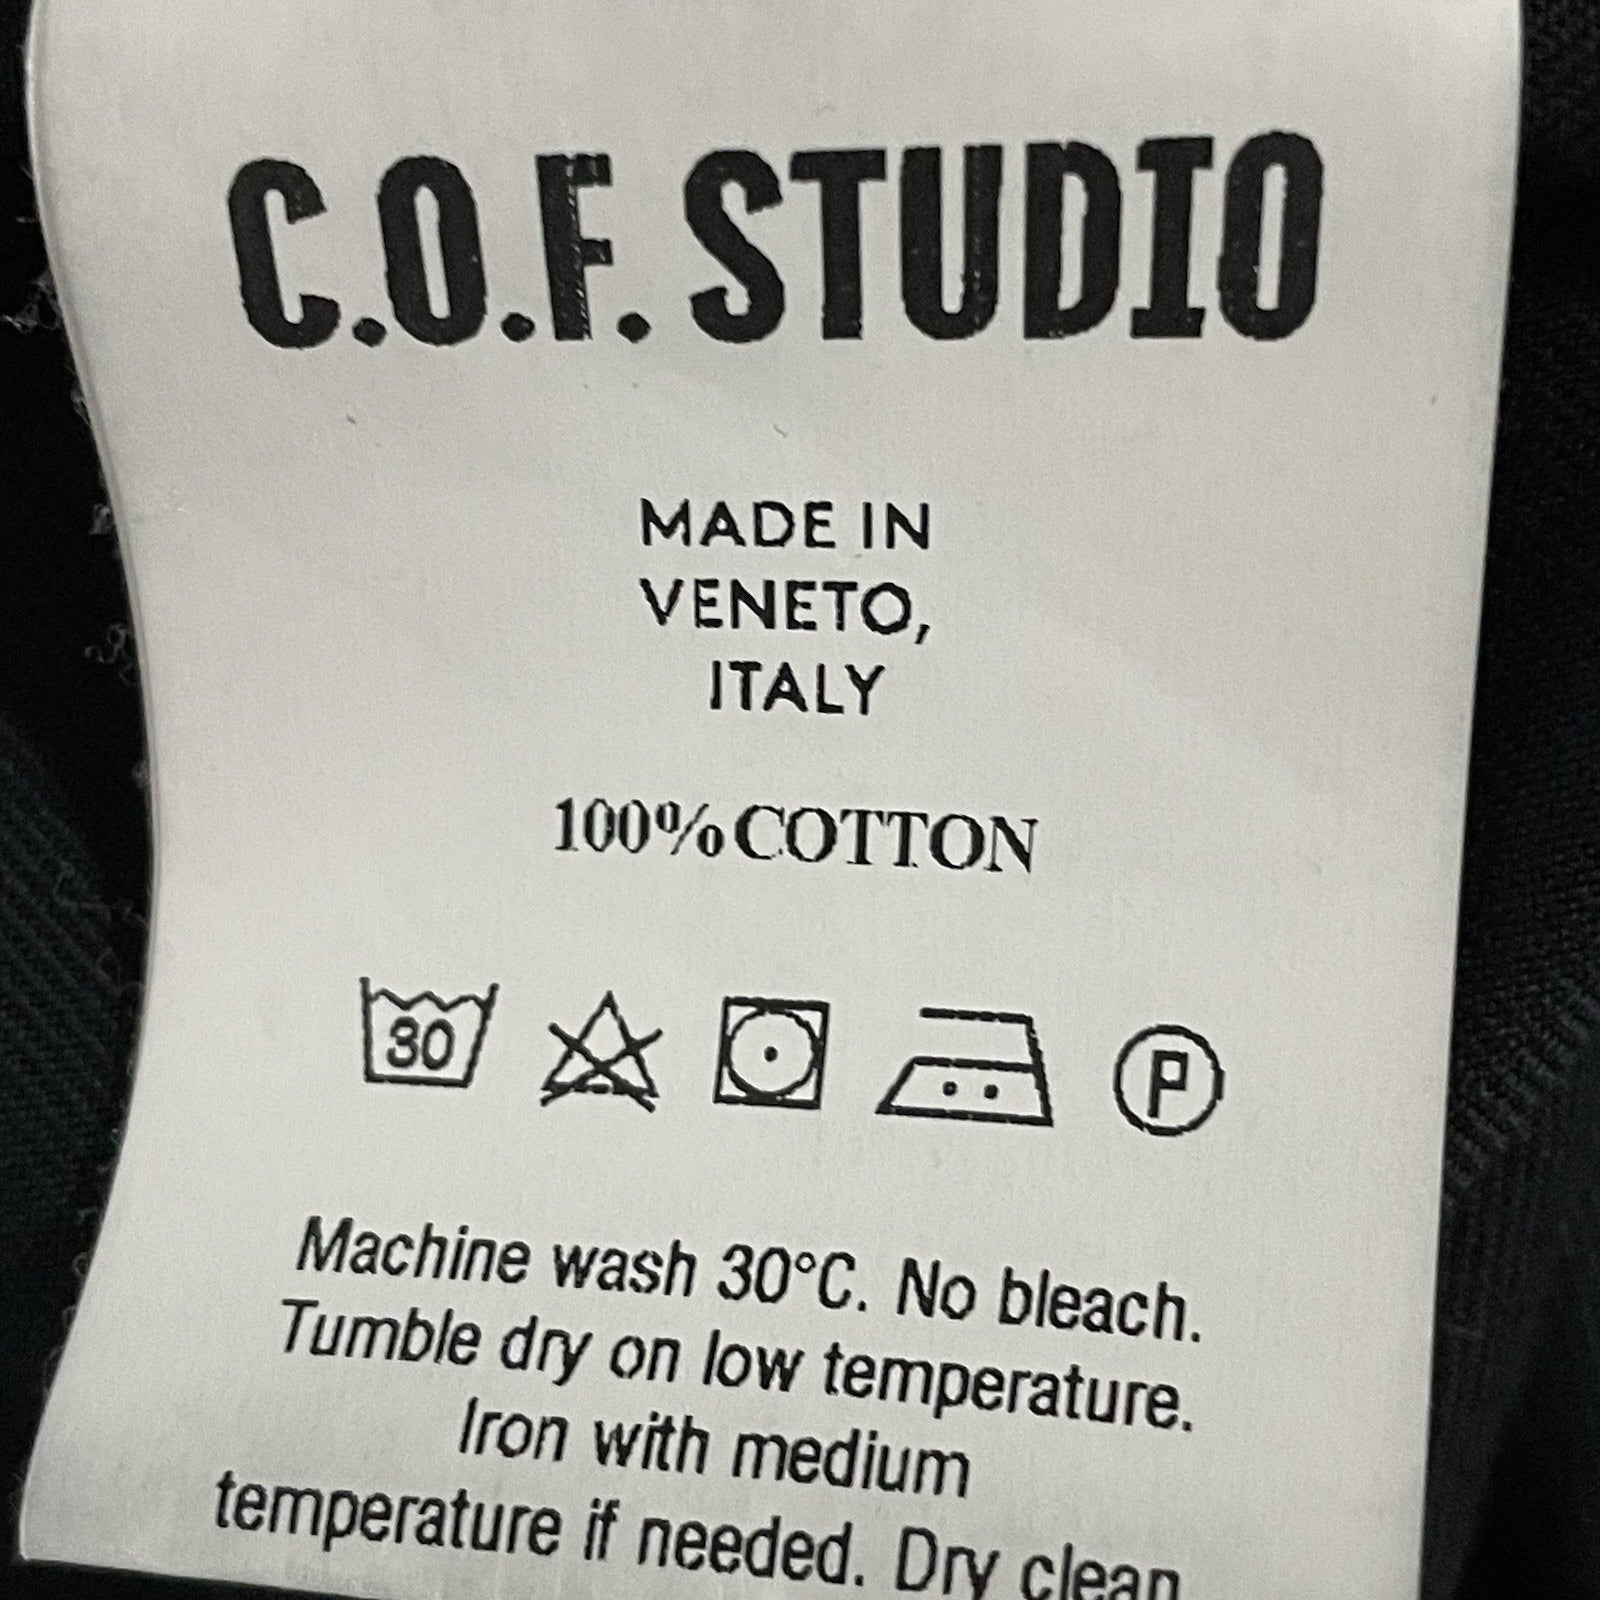 C.O.F. STUDIO
MADE IN
VENETO,
ITALY
100% COTTON
30
P
Machine wash 30°C. No bleach.
Tumble dry on low temperature.
Iron with medium
temperature if needed. Dry clean